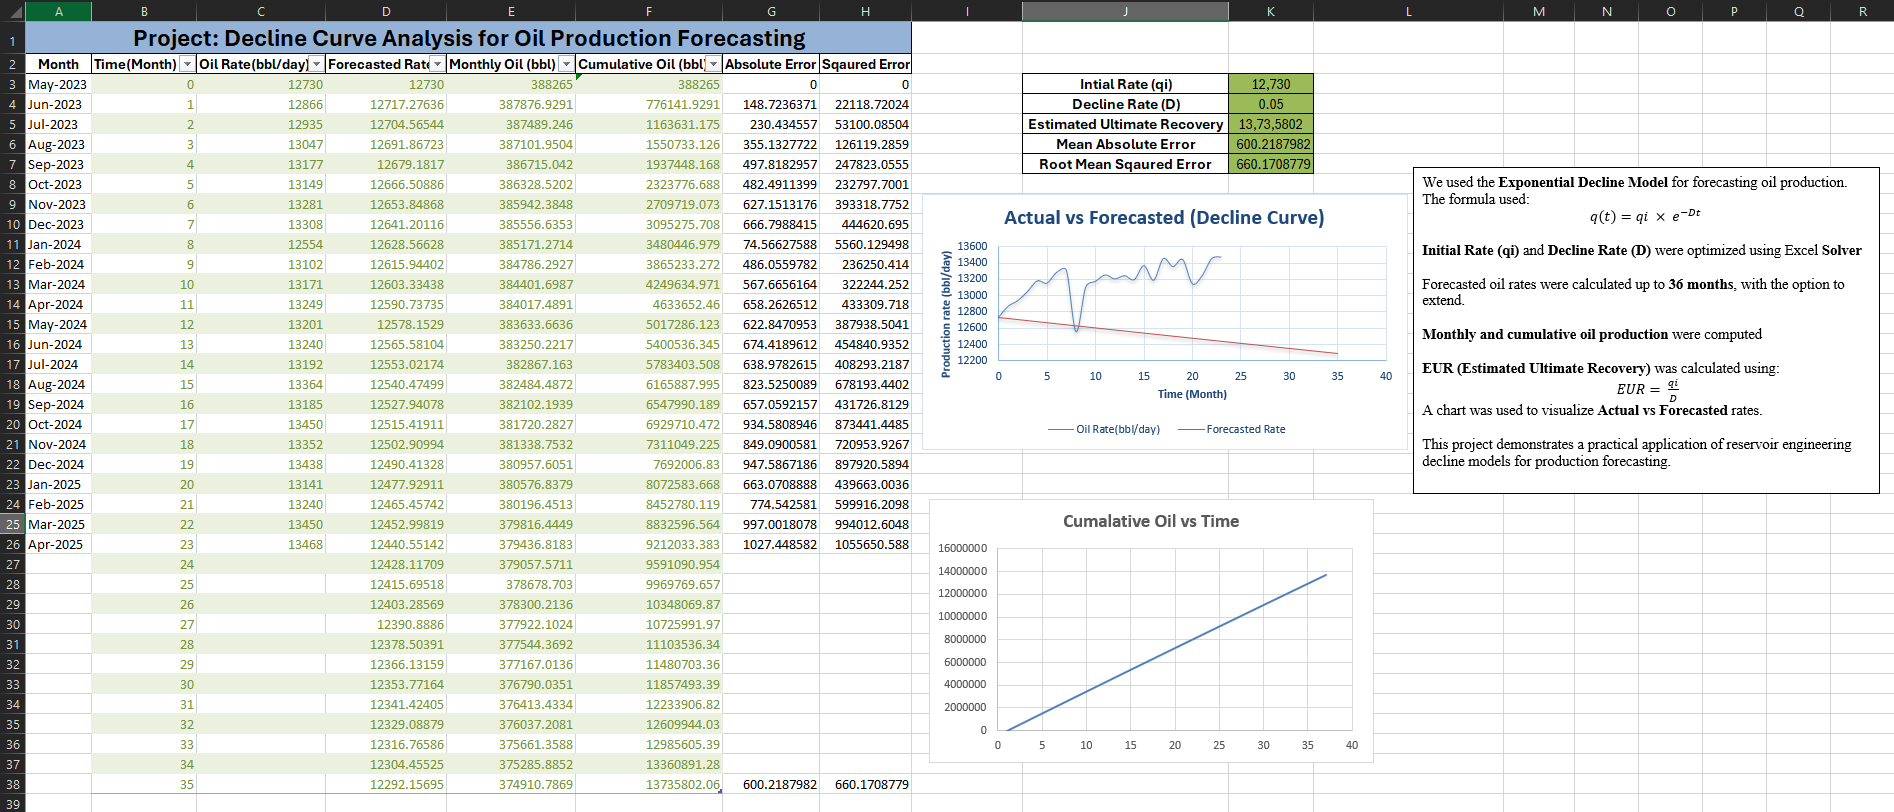 A B C D E F G H I J K L M N O P Q R
1 Project: Decline Curve Analysis for Oil Production Forecasting
2 Month Time(Month) Oil Rate(bbl/day) Forecasted Rate Monthly Oil (bbl) Cumulative Oil (bbl) Absolute Error Sqaured Error
3 May-2023 0 12730 12730 388265 388265 0 0
4 Jun-2023 1 12866 12717.27636 387876.9291 776141.9291 148.7236371 22118.72024
5 Jul-2023 2 12935 12704.56544 387489.246 1163631.175 230.434557 53100.08504
6 Aug-2023 3 13047 12691.86723 387101.9504 1550733.126 355.1327722 126119.2859
7 Sep-2023 4 13177 12679.1817 386715.042 1937448.168 497.8182957 247823.0555
8 Oct-2023 5 13149 12666.50886 386328.5202 2323776.688 482.4911399 232797.7001
9 Nov-2023 6 13281 12653.84868 385942.3848 2709719.073 627.1513176 393318.7752
10 Dec-2023 7 13308 12641.20116 385556.6353 3095275.708 666.7988415 444620.695
11 Jan-2024 8 12554 12628.56628 385171.2714 3480446.979 74.56627588 5560.129498
12 Feb-2024 9 13102 12615.94402 384786.2927 3865233.272 486.0559782 236250.414
13 Mar-2024 10 13171 12603.33438 384401.6987 4249634.971 567.6656164 322244.252
14 Apr-2024 11 13249 12590.73735 384017.4891 4633652.46 658.2626512 433309.718
15 May-2024 12 13201 12578.1529 383633.6636 5017286.123 622.8470953 387938.5041
16 Jun-2024 13 13240 12565.58104 383250.2217 5400536.345 674.4189612 454840.9352
17 Jul-2024 14 13192 12553.02174 382867.163 5783403.508 638.9782615 408293.2187
18 Aug-2024 15 13364 12540.47499 382484.4872 6165887.995 823.5250089 678193.4402
19 Sep-2024 16 13185 12527.94078 382102.1939 6547990.189 657.0592157 431726.8129
20 Oct-2024 17 13450 12515.41911 381720.2827 6929710.472 934.5808946 873441.4485
21 Nov-2024 18 13352 12502.90994 381338.7532 7311049.225 849.0900581 720953.9267
22 Dec-2024 19 13438 12490.41328 380957.6051 7692006.83 947.5867186 897920.5894
23 Jan-2025 20 13141 12477.92911 380576.8379 8072583.668 663.0708888 439663.0036
24 Feb-2025 21 13240 12465.45742 380196.4513 8452780.119 774.542581 599916.2098
25 Mar-2025 22 13450 12452.99819 379816.4449 8832596.564 997.0018078 994012.6048
26 Apr-2025 23 13468 12440.55142 379436.8183 9212033.383 1027.448582 1055650.588
27 24 12428.11709 379057.5711 9591090.954
28 25 12415.69518 378678.703 9969769.657
29 26 12403.28569 378300.2136 10348069.87
30 27 12390.8886 377922.1024 10725991.97
31 28 12378.50391 377544.3692 11103536.34
32 29 12366.13159 377167.0136 11480703.36
33 30 12353.77164 376790.0351 11857493.39
34 31 12341.42405 376413.4334 12233906.82
35 32 12329.08879 376037.2081 12609944.03
36 33 12316.76586 375661.3588 12985605.39
37 34 12304.45525 375285.8852 13360891.28
38 35 12292.15695 374910.7869 13735802.06 600.2187982 660.1708779
39
Intial Rate (qi) 12,730
Decline Rate (D) 0.05
Estimated Ultimate Recovery 13,73,5802
Mean Absolute Error 600.2187982
Root Mean Sqaured Error 660.1708779
Actual vs Forecasted (Decline Curve)
Production rate (bbl/day)
13600
13400
13200
13000
12800
12600
12400
12200
0 5 10 15 20 25 30 35 40
Time (Month)
Oil Rate(bbl/day) Forecasted Rate
Cumalative Oil vs Time
16000000
14000000
12000000
10000000
8000000
6000000
4000000
2000000
0
0 5 10 15 20 25 30 35 40
We used the Exponential Decline Model for forecasting oil production.
The formula used:
q(t) = qi × e^−Dt
Initial Rate (qi) and Decline Rate (D) were optimized using Excel Solver
Forecasted oil rates were calculated up to 36 months, with the option to
extend.
Monthly and cumulative oil production were computed
EUR (Estimated Ultimate Recovery) was calculated using:
EUR = qi/D
A chart was used to visualize Actual vs Forecasted rates.
This project demonstrates a practical application of reservoir engineering
decline models for production forecasting.